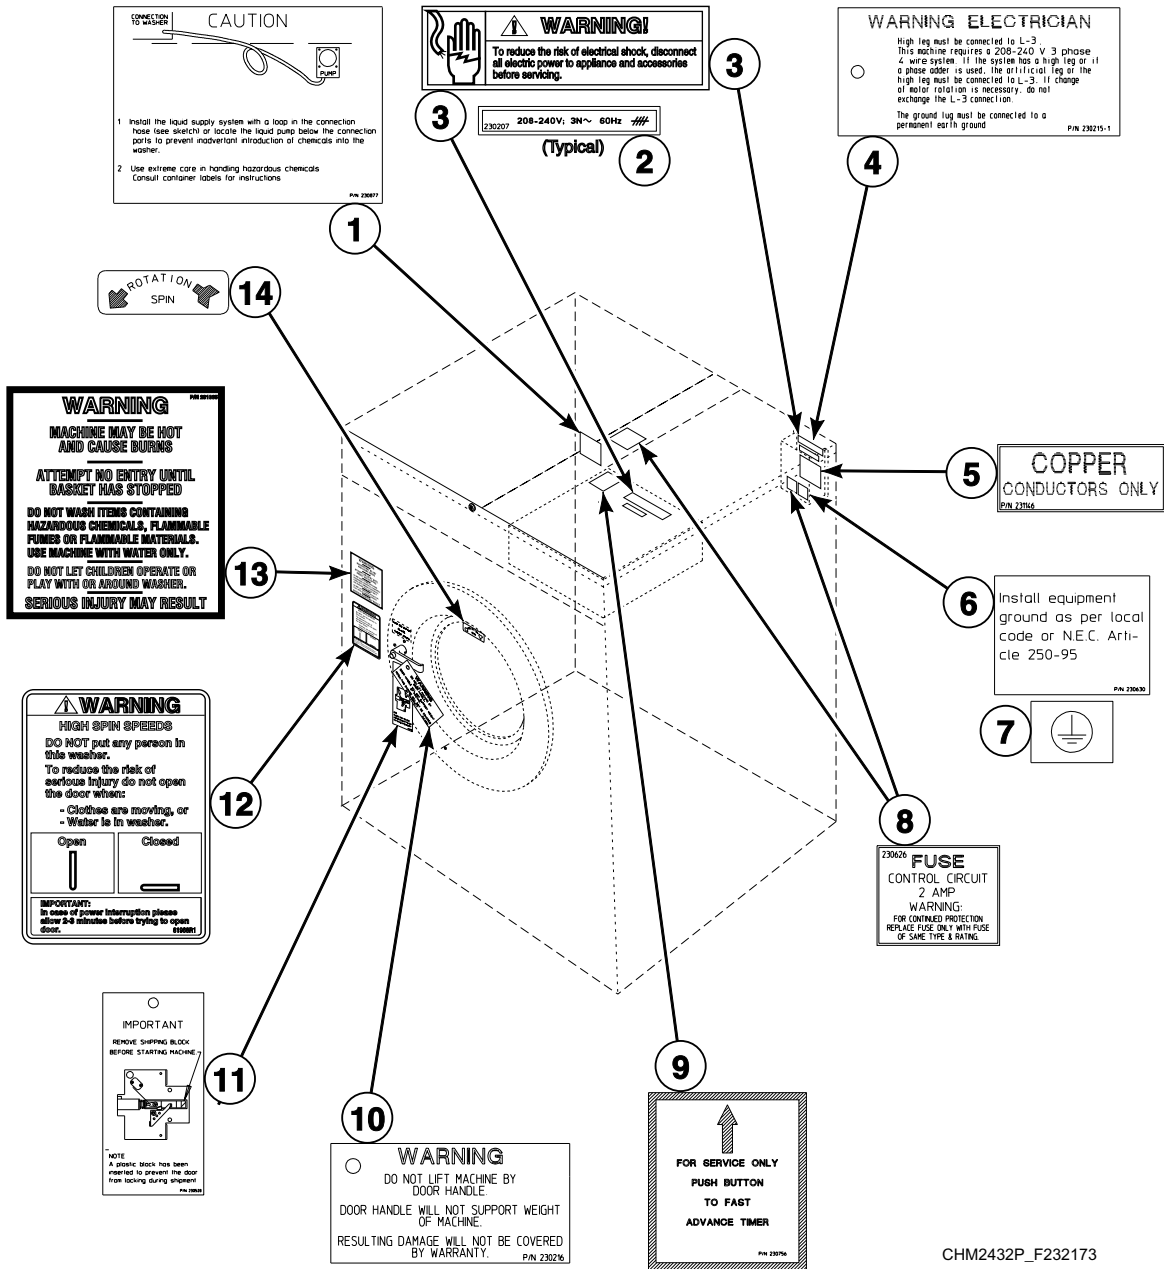 CONNECTION
TO WASHER
CAUTION
PUMP
1 Install the liquid supply system with a loop in the connection
hose (see sketch) or locate the liquid pump below the connection
ports to prevent inadvertant introduction of chemicals into the
washer.
2 Use extreme care in handling hazardous chemicals
Consult container labels for instructions
P/N 230877
1
WARNING!
To reduce the risk of electrical shock, disconnect
all electric power to appliance and accessories
before servicing.
3
3
230207 208-240V; 3N~ 60Hz
(Typical)
2
WARNING ELECTRICIAN
High leg must be connected to L-3.
This machine requires a 208-240 V 3 phase
4 wire system. If the system has a high leg or if
a phase adder is used, the artificial leg or the
high leg must be connected to L-3. If change
of motor rotation is necessary, do not
exchange the L-3 connection.
The ground lug must be connected to a
permanent earth ground
P/N 230215-1
4
ROTATION
SPIN
14
WARNING
MACHINE MAY BE HOT
AND CAUSE BURNS
ATTEMPT NO ENTRY UNTIL
BASKET HAS STOPPED
DO NOT WASH ITEMS CONTAINING
HAZARDOUS CHEMICALS, FLAMMABLE
FUMES OR FLAMMABLE MATERIALS.
USE MACHINE WITH WATER ONLY.
DO NOT LET CHILDREN OPERATE OR
PLAY WITH OR AROUND WASHER.
SERIOUS INJURY MAY RESULT
13
5
COPPER
CONDUCTORS ONLY
P/N 231146
6
Install equipment
ground as per local
code or N.E.C. Arti-
cle 250-95
P/N 230630
7
WARNING
HIGH SPIN SPEEDS
DO NOT put any person in
this washer.
To reduce the risk of
serious injury do not open
the door when:
- Clothes are moving, or
- Water is in washer.
Open Closed
IMPORTANT:
In case of power interruption please
allow 2-3 minutes before trying to open
door.
12
8
230626 FUSE
CONTROL CIRCUIT
2 AMP
WARNING:
FOR CONTINUED PROTECTION
REPLACE FUSE ONLY WITH FUSE
OF SAME TYPE & RATING.
IMPORTANT
REMOVE SHIPPING BLOCK
BEFORE STARTING MACHINE
NOTE
A plastic block has been
inserted to prevent the door
from locking during shipment
11
10
WARNING
DO NOT LIFT MACHINE BY
DOOR HANDLE.
DOOR HANDLE WILL NOT SUPPORT WEIGHT
OF MACHINE.
RESULTING DAMAGE WILL NOT BE COVERED
BY WARRANTY.
P/N 230216
9
FOR SERVICE ONLY
PUSH BUTTON
TO FAST
ADVANCE TIMER
P/N 230756
CHM2432P_F232173